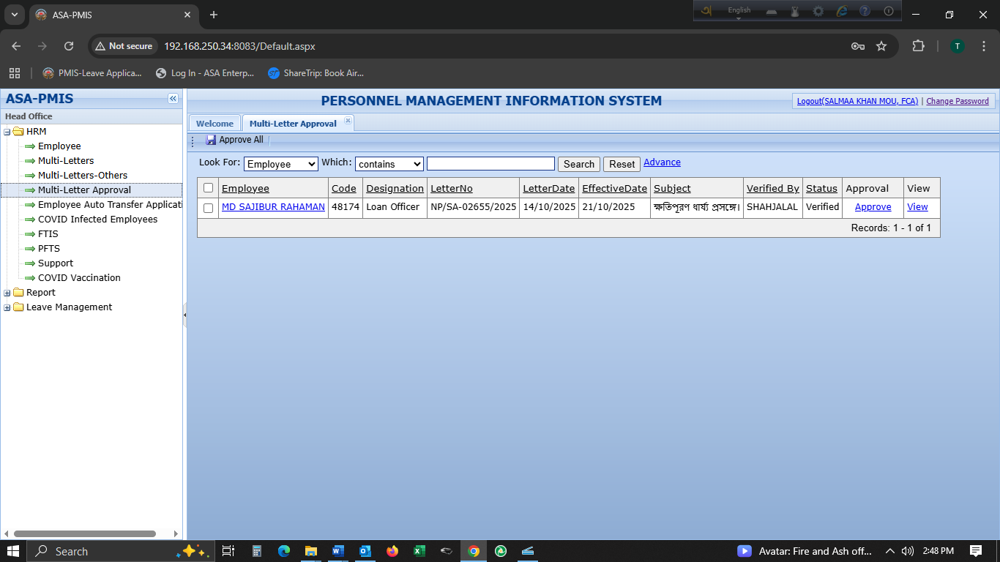 ASA-PMIS
English
Not secure 192.168.250.34:8083/Default.aspx T
PMIS-Leave Applica... Log In - ASA Enterp... ShareTrip: Book Air...
ASA-PMIS
PERSONNEL MANAGEMENT INFORMATION SYSTEM
Logout(SALMAA KHAN MOU, FCA) | Change Password
Head Office
Welcome Multi-Letter Approval
HRM
Employee
Multi-Letters
Multi-Letters-Others
Multi-Letter Approval
Employee Auto Transfer Applicati
COVID Infected Employees
FTIS
PFTS
Support
COVID Vaccination
Report
Leave Management
Approve All
Look For: Employee Which: contains Search Reset Advance
Employee Code Designation LetterNo LetterDate EffectiveDate Subject Verified By Status Approval View
MD SAJIBUR RAHAMAN 48174 Loan Officer NP/SA-02655/2025 14/10/2025 21/10/2025 ক্ষতিপূরণ ধার্য্য প্রসঙ্গে। SHAHJALAL Verified Approve View
Records: 1 - 1 of 1
Search Avatar: Fire and Ash off... 2:48 PM